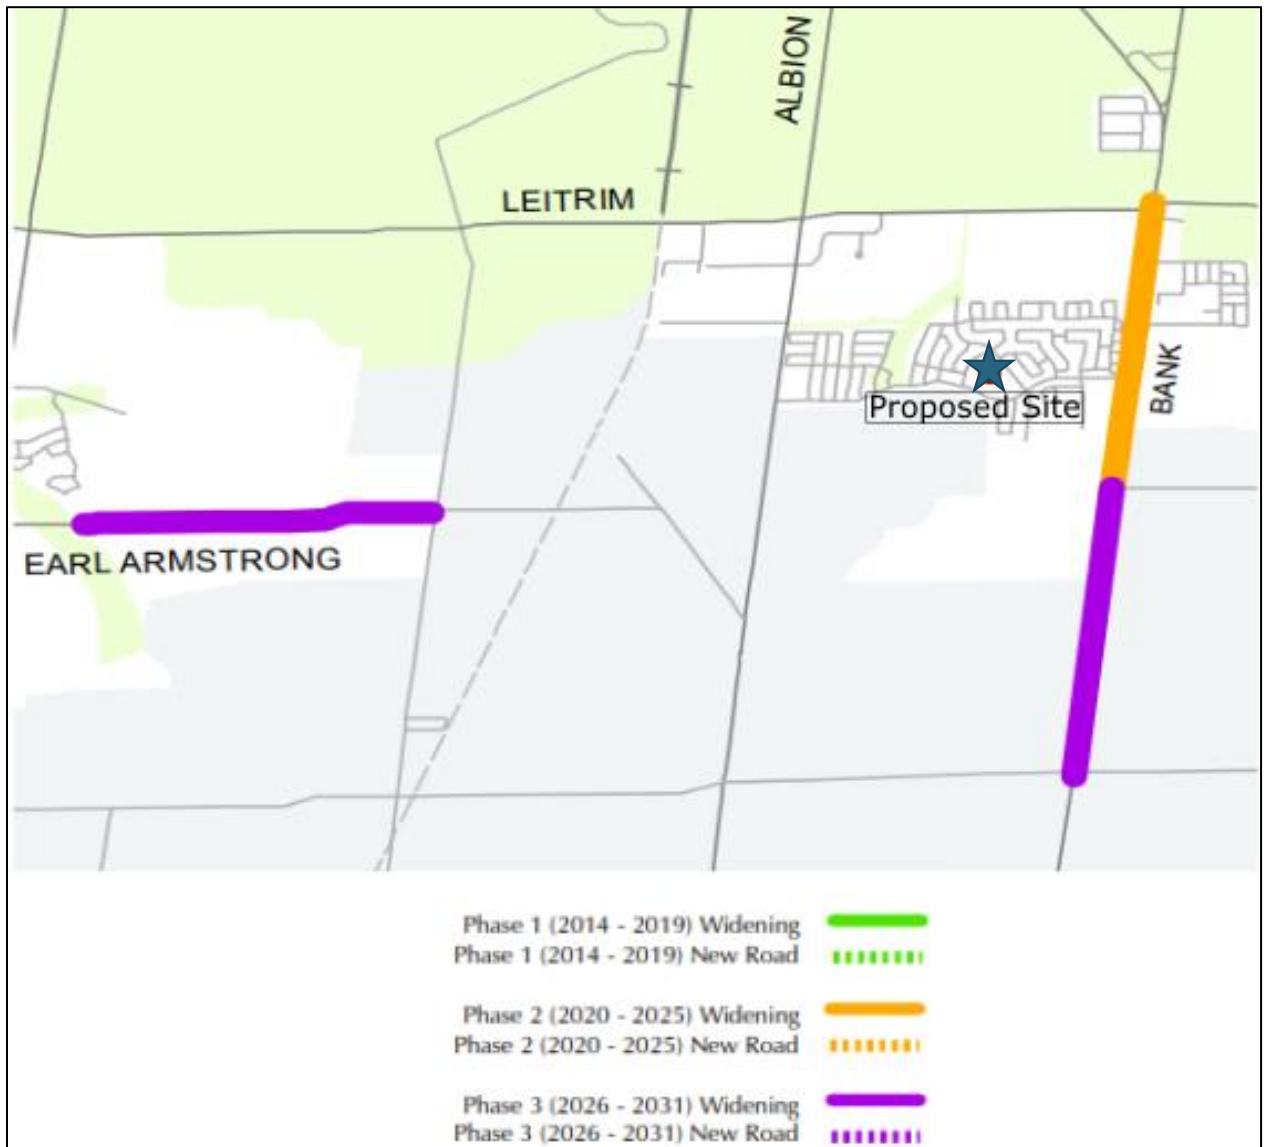 ALBION
LEITRIM
BANK
Proposed Site
EARL ARMSTRONG
Phase 1 (2014 - 2019) Widening
Phase 1 (2014 - 2019) New Road
Phase 2 (2020 - 2025) Widening
Phase 2 (2020 - 2025) New Road
Phase 3 (2026 - 2031) Widening
Phase 3 (2026 - 2031) New Road